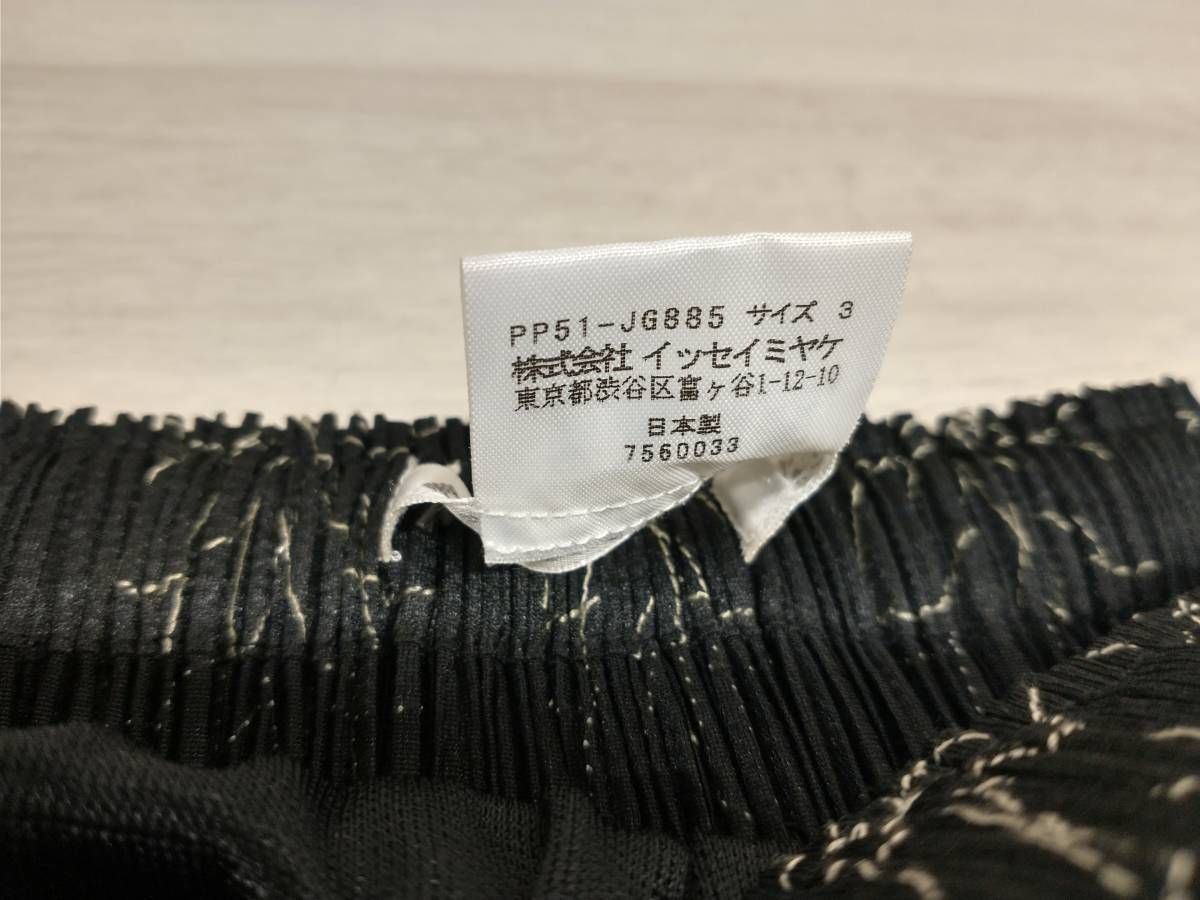 PP51-JG885 サイズ 3
株式会社 イッセイミヤケ
東京都渋谷区富ヶ谷1-12-10
日本製
7560033